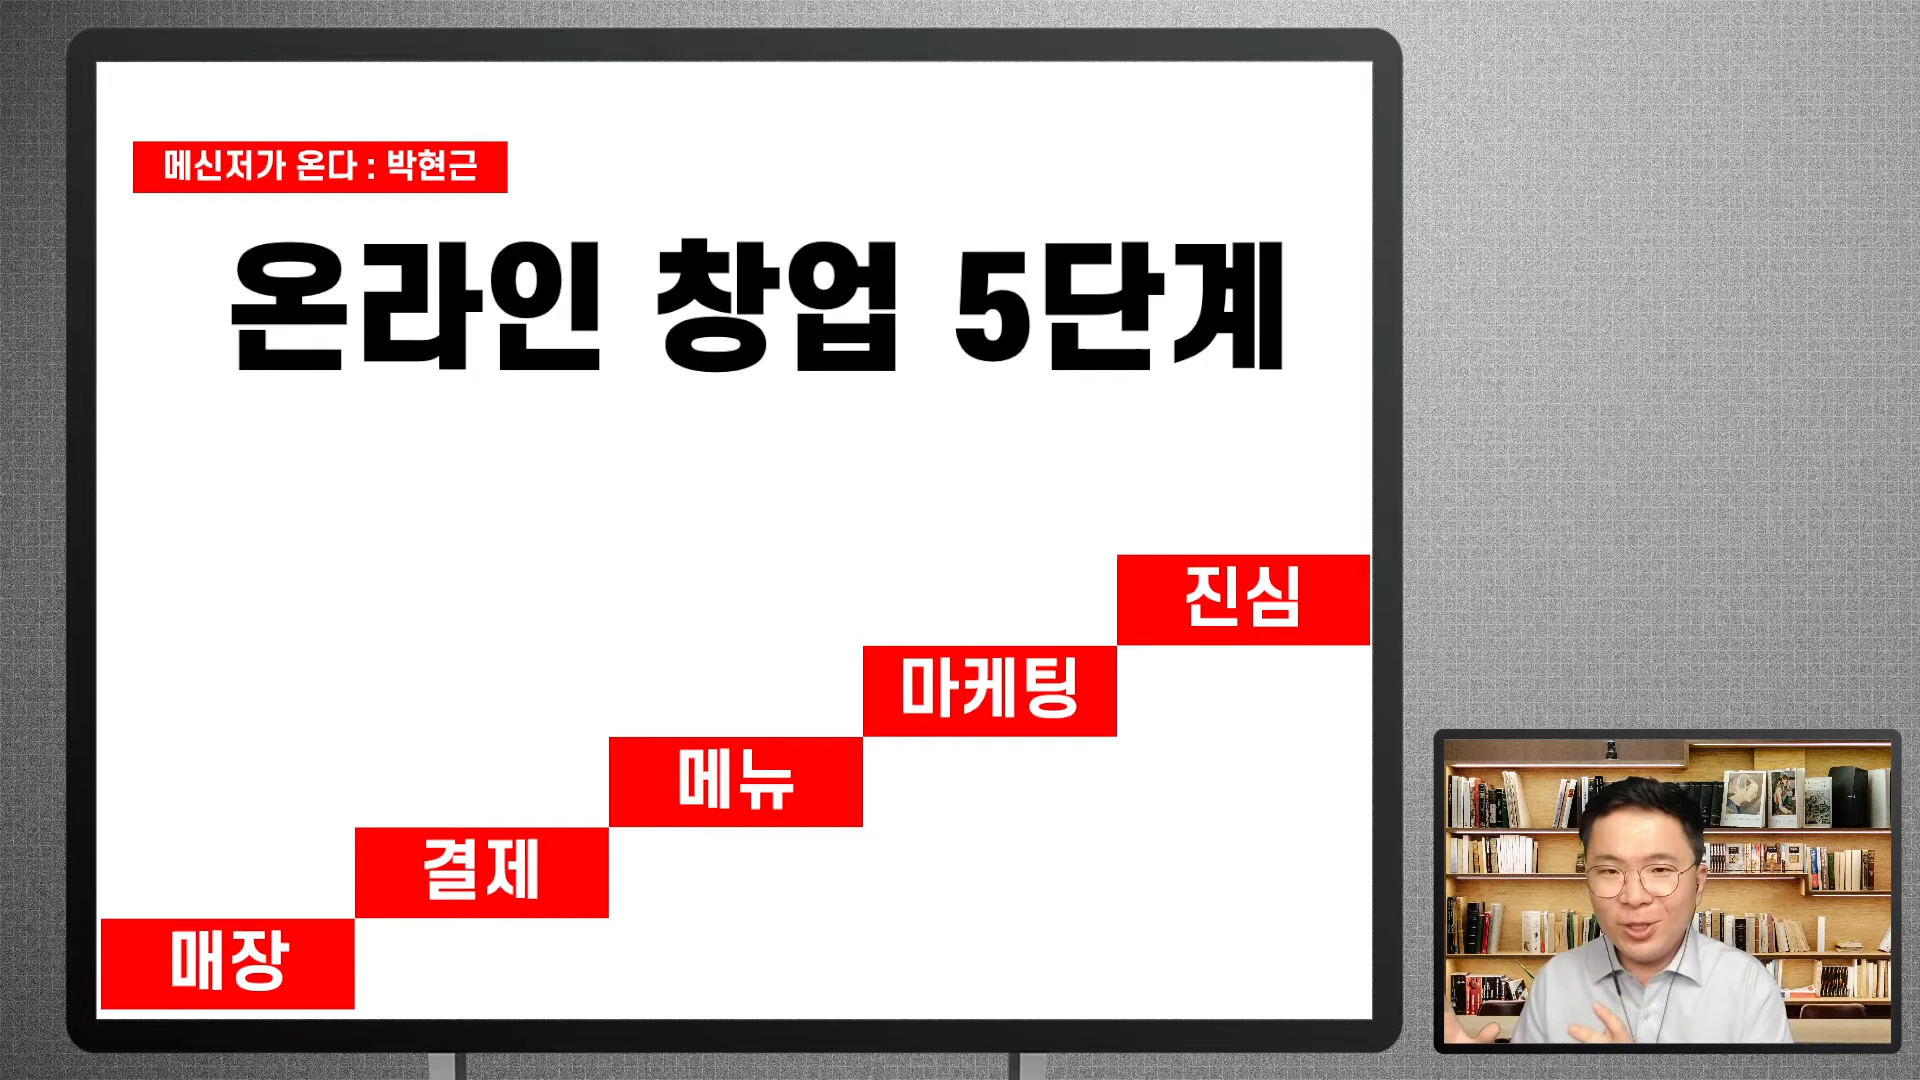 메신저가 온다 : 박현근
온라인 창업 5단계
진심
마케팅
메뉴
결제
매장